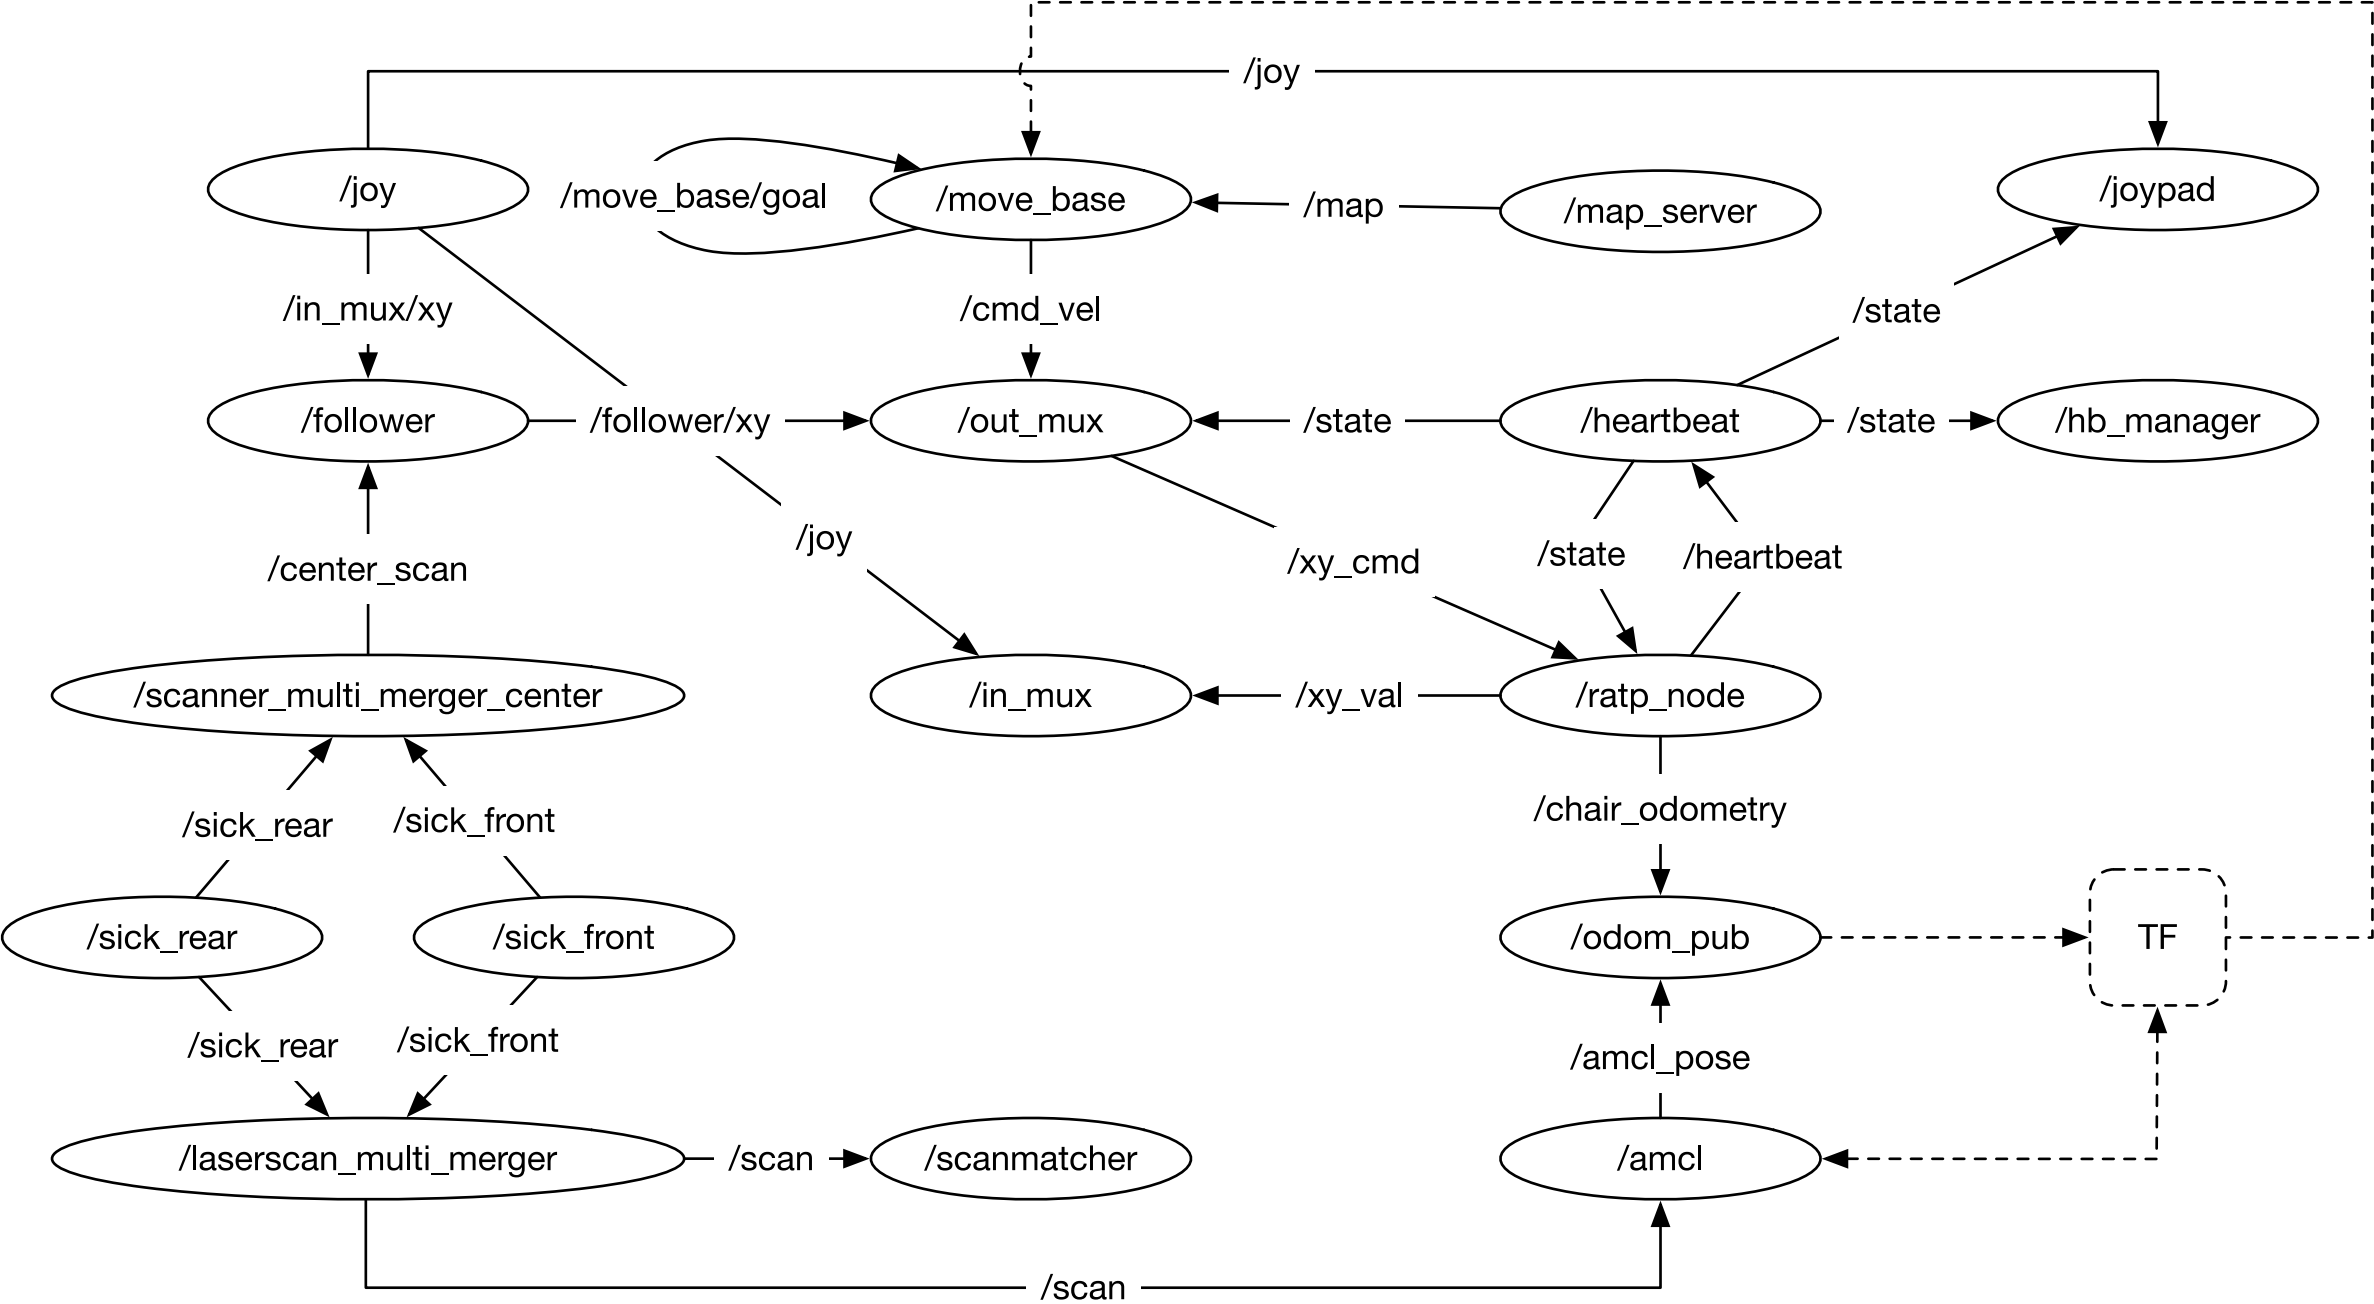 /joy
/joy
/move_base/goal
/move_base
/map
/map_server
/joypad
/in_mux/xy
/cmd_vel
/state
/follower
/follower/xy
/out_mux
/state
/heartbeat
/state
/hb_manager
/joy
/center_scan
/xy_cmd
/state
/heartbeat
/scanner_multi_merger_center
/in_mux
/xy_val
/ratp_node
/sick_rear
/sick_front
/chair_odometry
/sick_rear
/sick_front
/odom_pub
TF
/sick_rear
/sick_front
/amcl_pose
/laserscan_multi_merger
/scan
/scanmatcher
/amcl
/scan